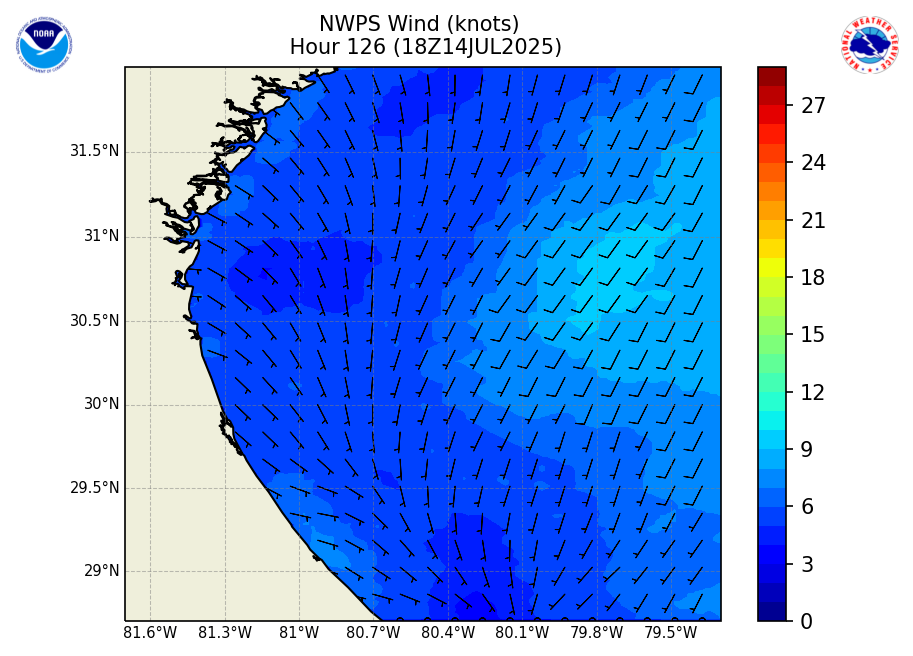 NWPS Wind (knots)
Hour 126 (18Z14JUL2025)
NOAA
NATIONAL WEATHER SERVICE
31.5°N
31°N
30.5°N
30°N
29.5°N
29°N
81.6°W 81.3°W 81°W 80.7°W 80.4°W 80.1°W 79.8°W 79.5°W
27
24
21
18
15
12
9
6
3
0